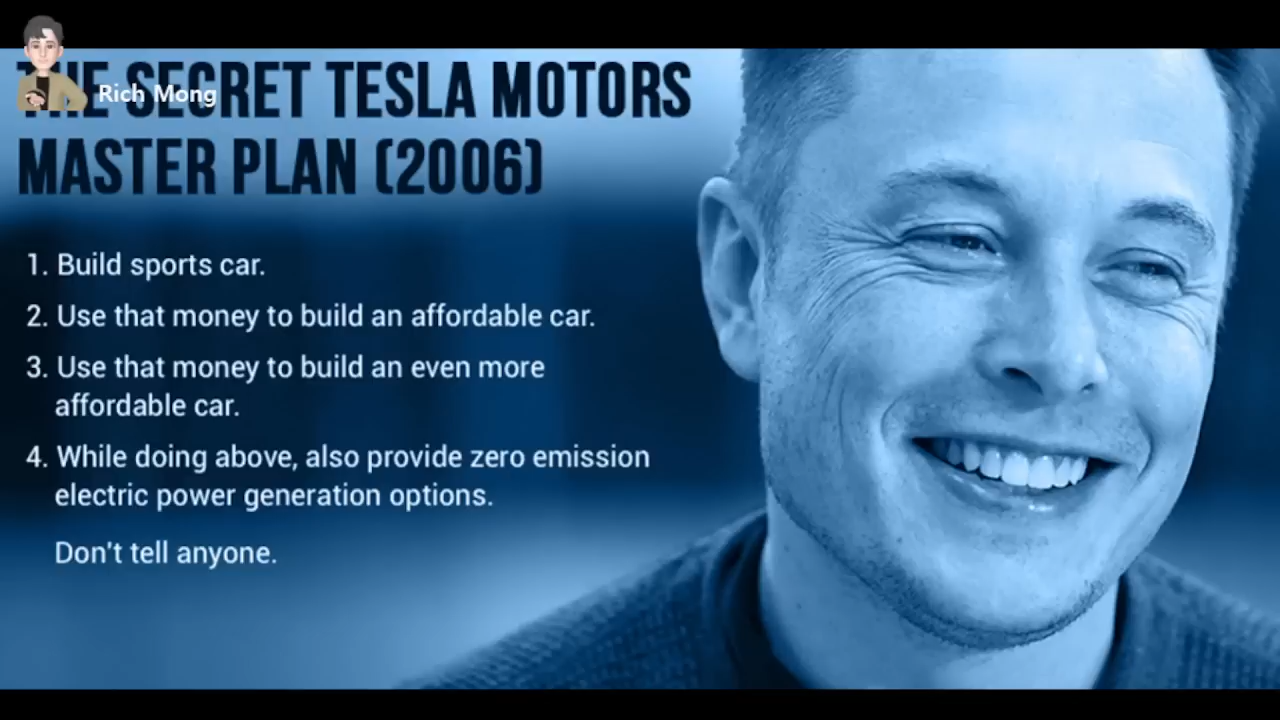 THE SECRET TESLA MOTORS
Rich Mong
MASTER PLAN (2006)
1. Build sports car.
2. Use that money to build an affordable car.
3. Use that money to build an even more
affordable car.
4. While doing above, also provide zero emission
electric power generation options.
Don't tell anyone.